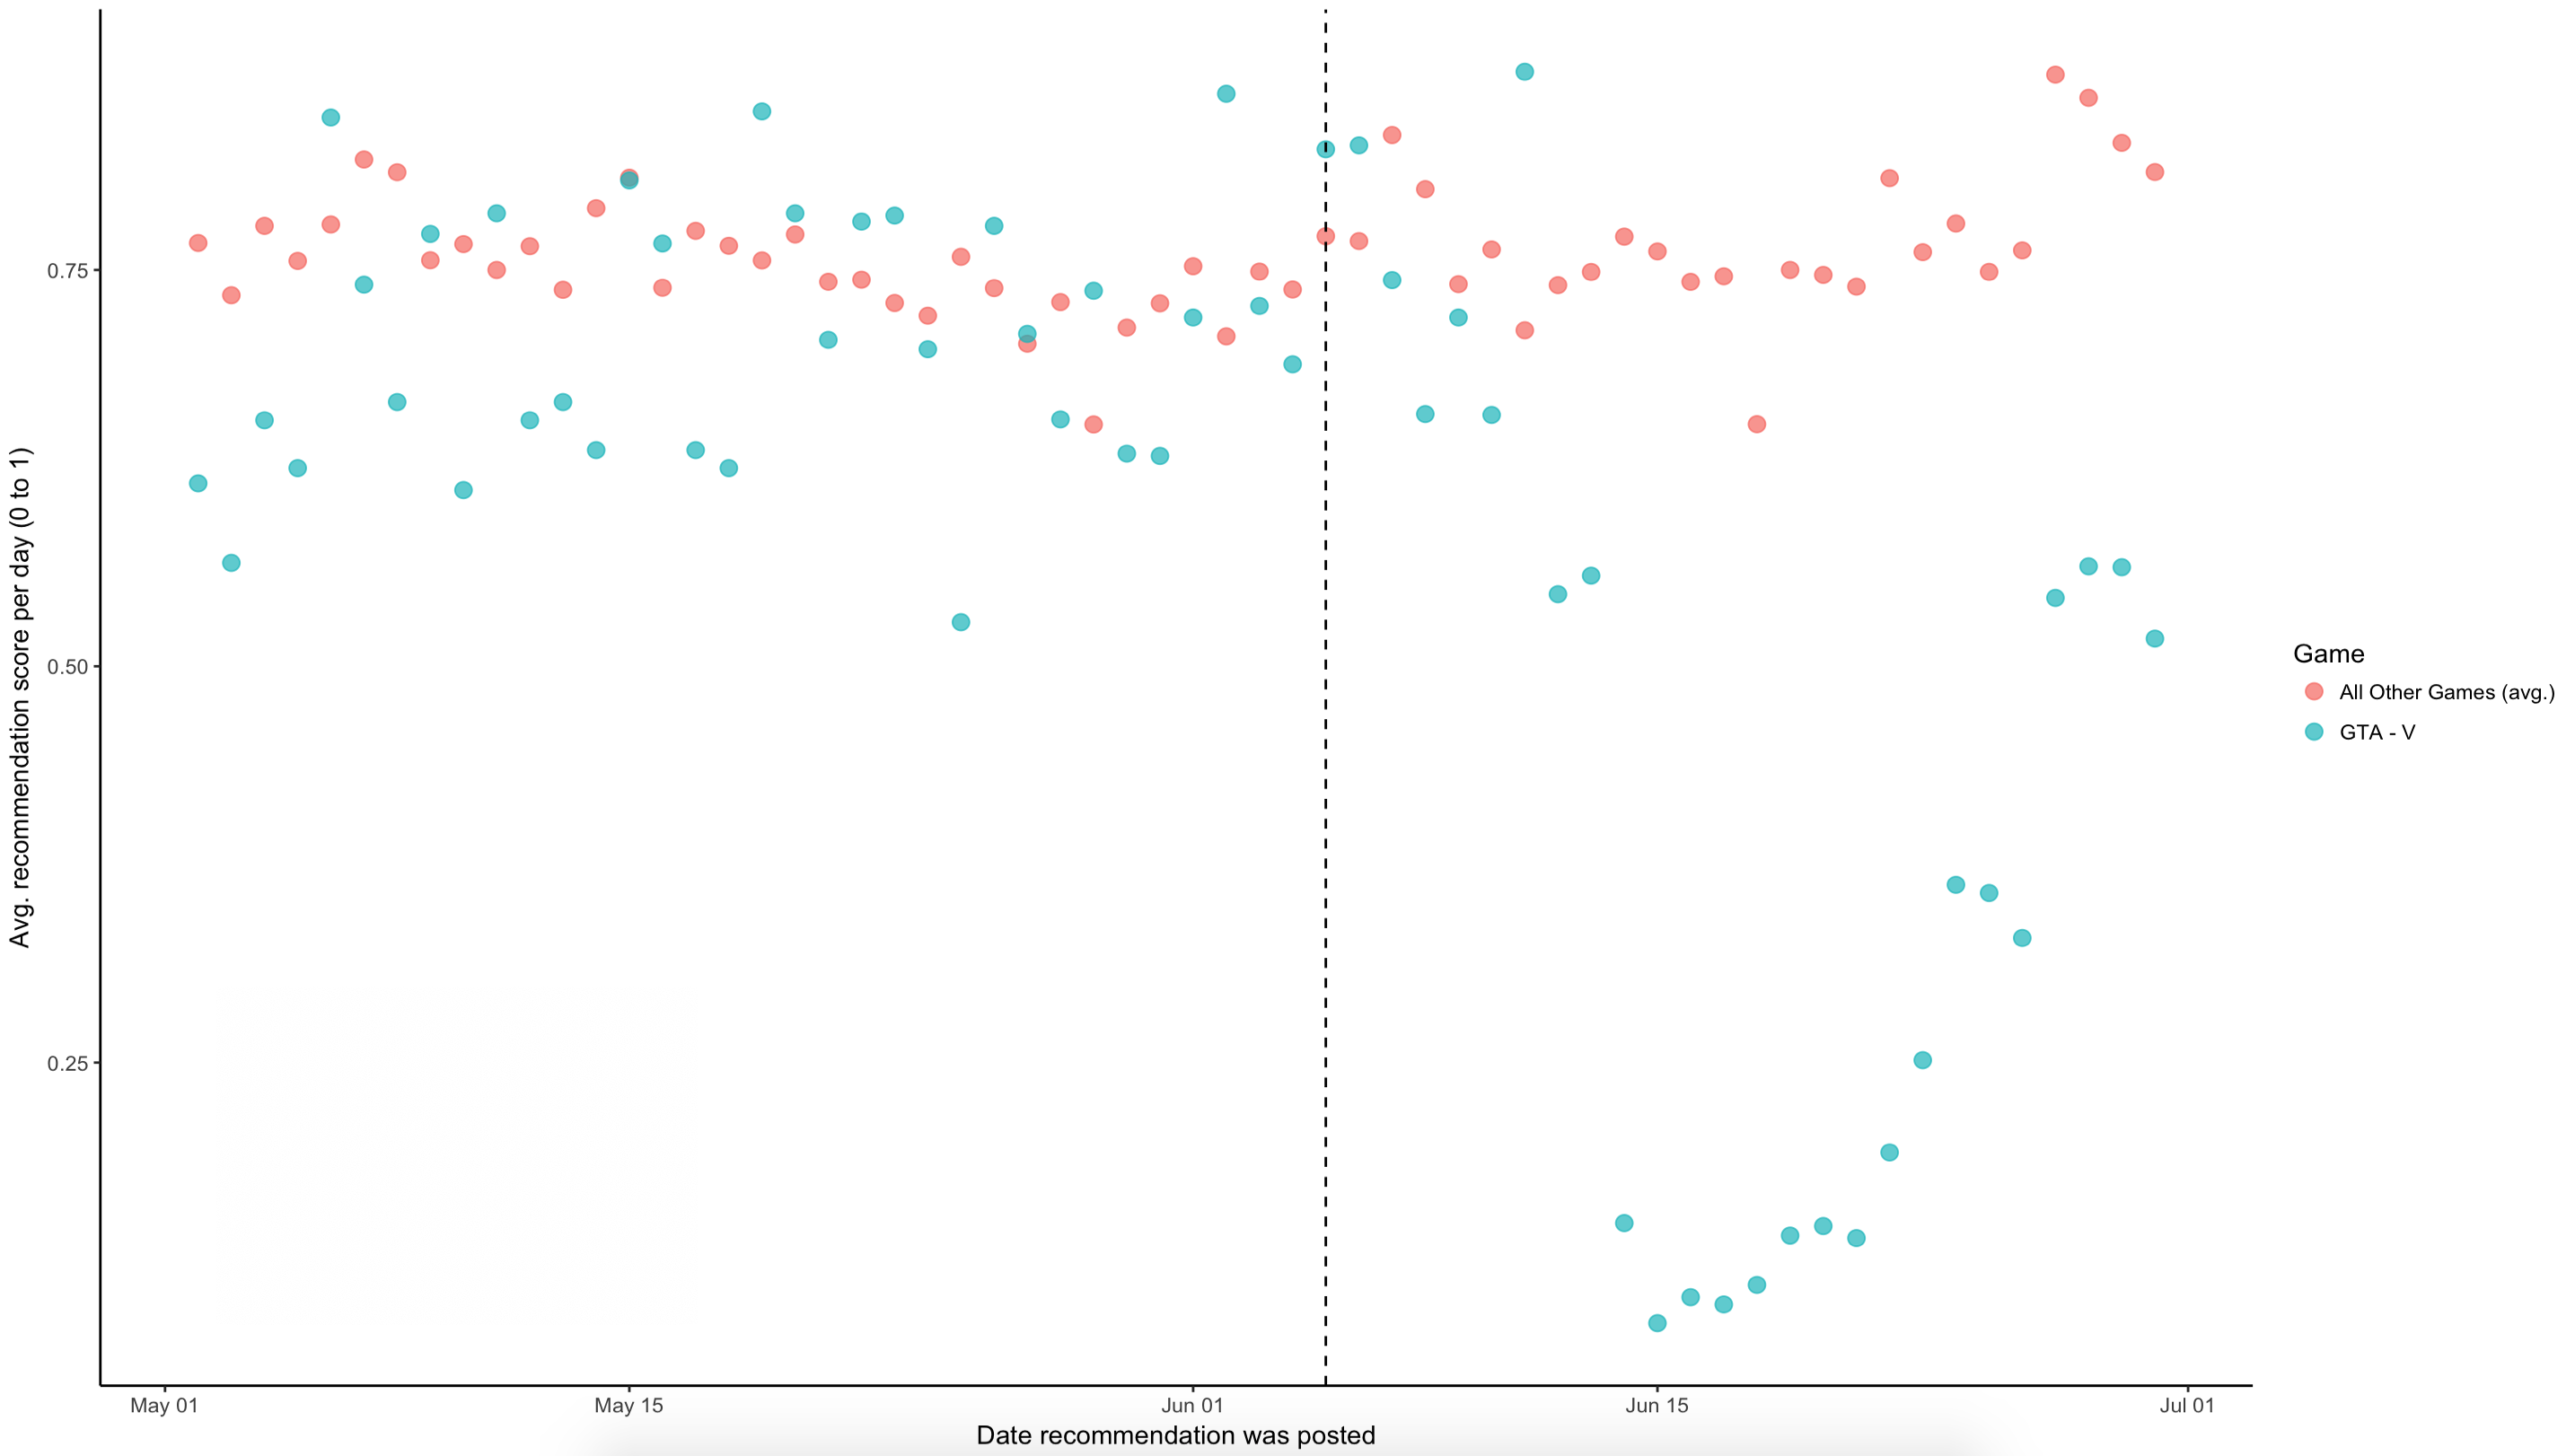 Avg. recommendation score per day (0 to 1)
0.75
0.50
0.25
May 01
May 15
Jun 01
Jun 15
Jul 01
Date recommendation was posted
Game
All Other Games (avg.)
GTA - V